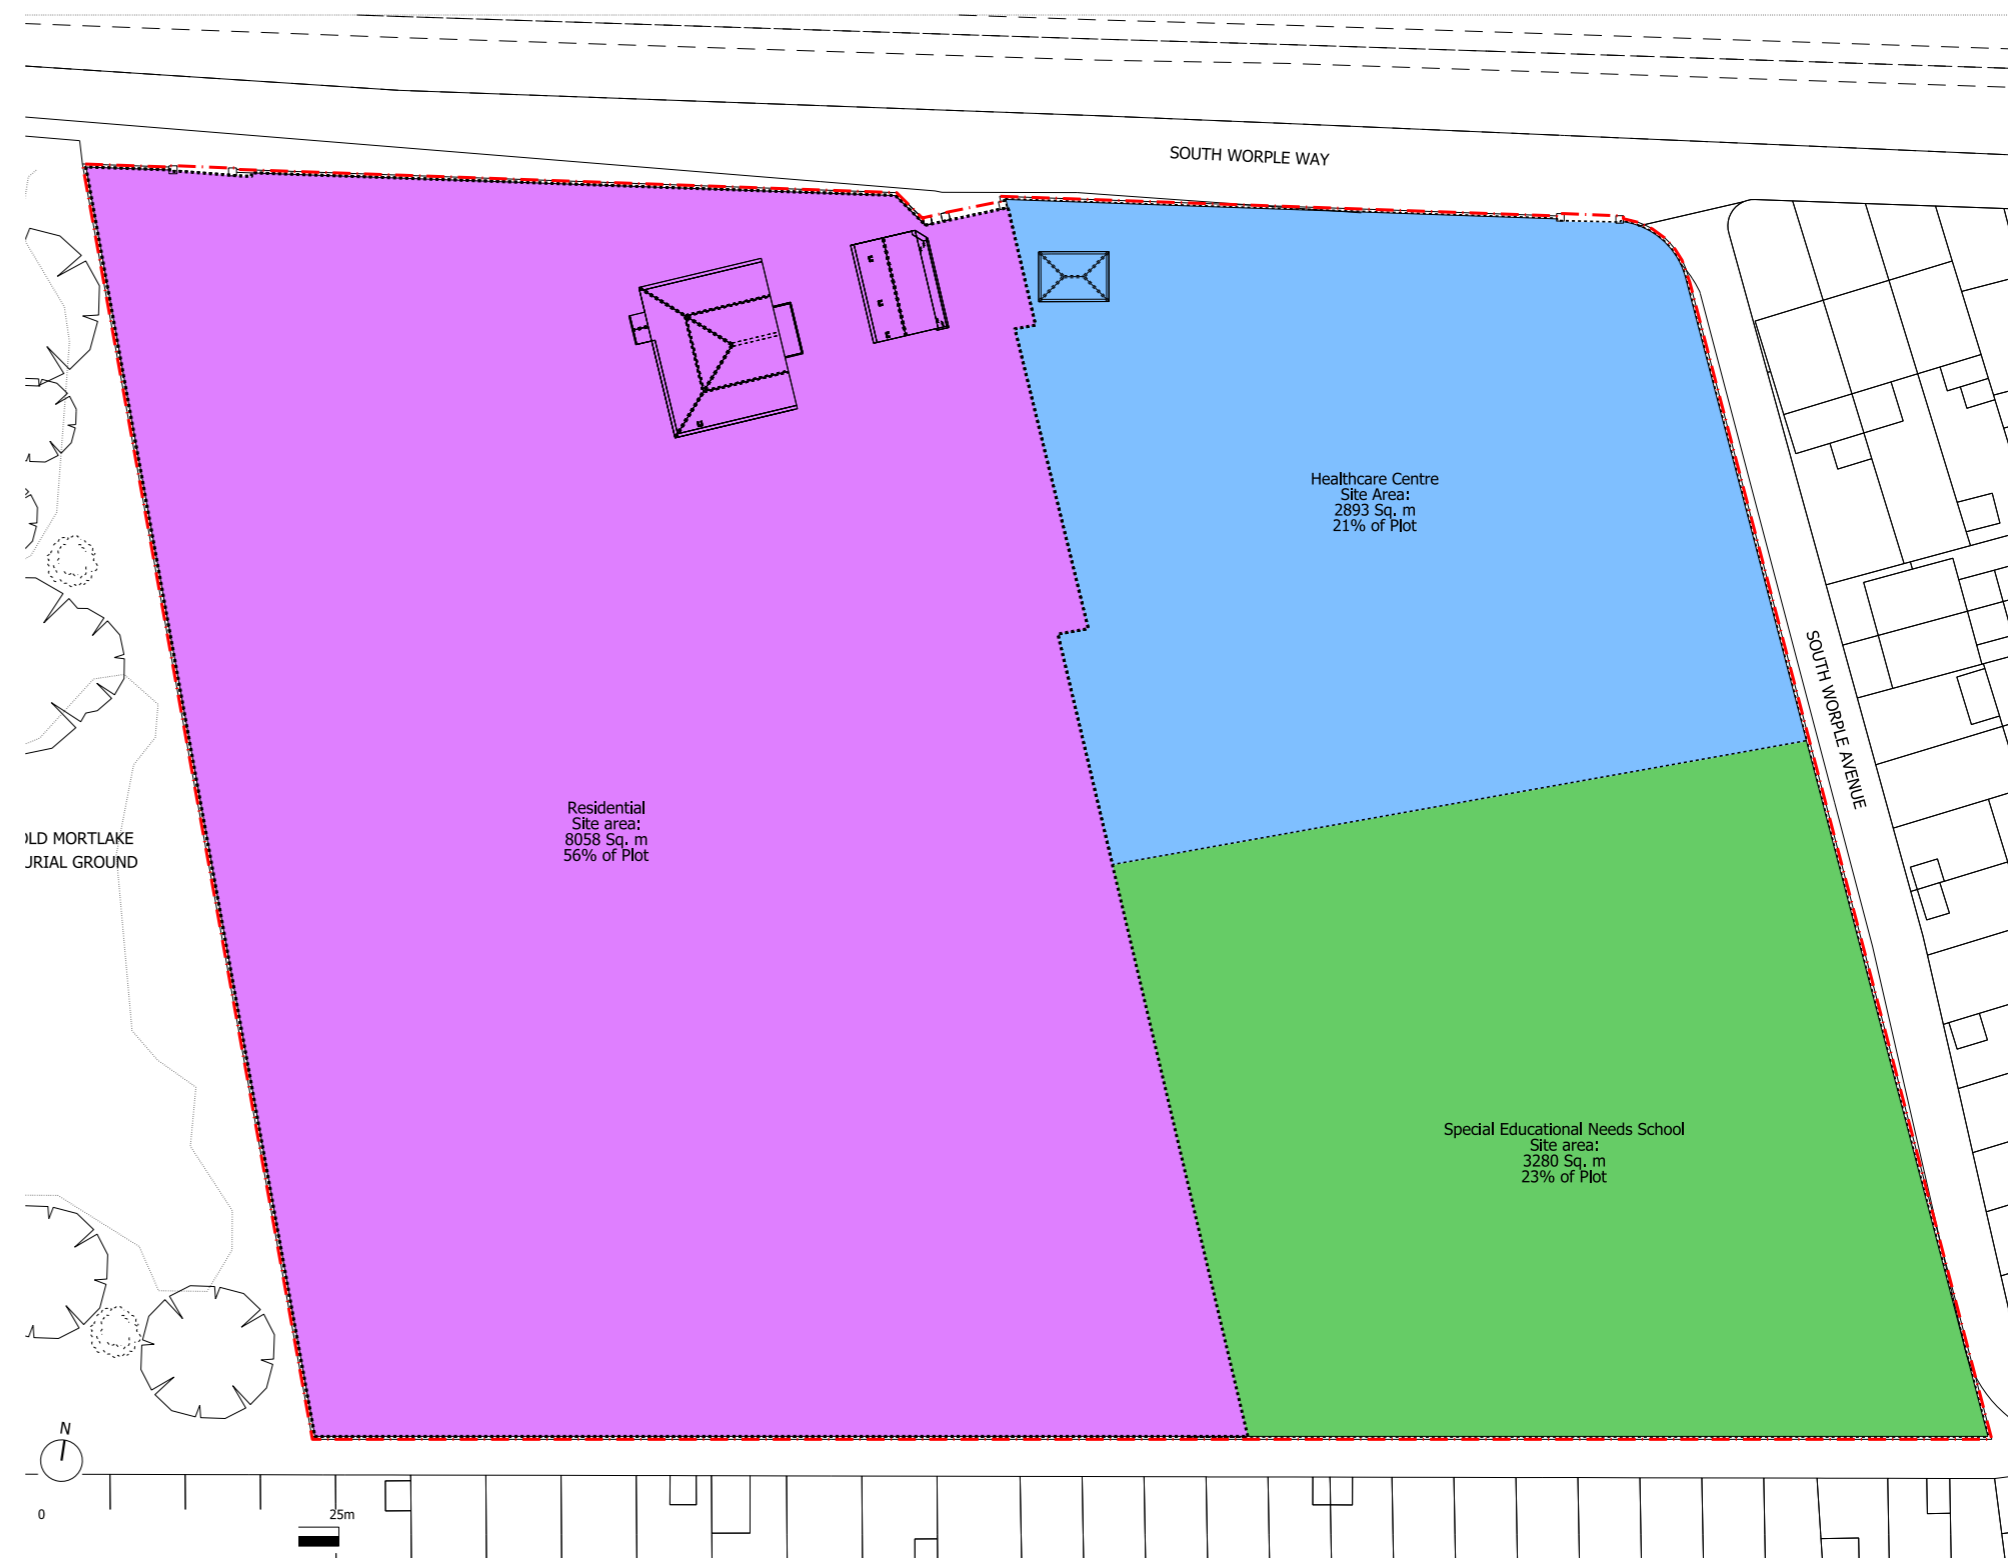 SOUTH WORPLE WAY
Healthcare Centre
Site Area:
2893 Sq. m
21% of Plot
SOUTH WORPLE AVENUE
Residential
Site area:
8058 Sq. m
56% of Plot
OLD MORTLAKE
URIAL GROUND
Special Educational Needs School
Site area:
3280 Sq. m
23% of Plot
N
0 25m